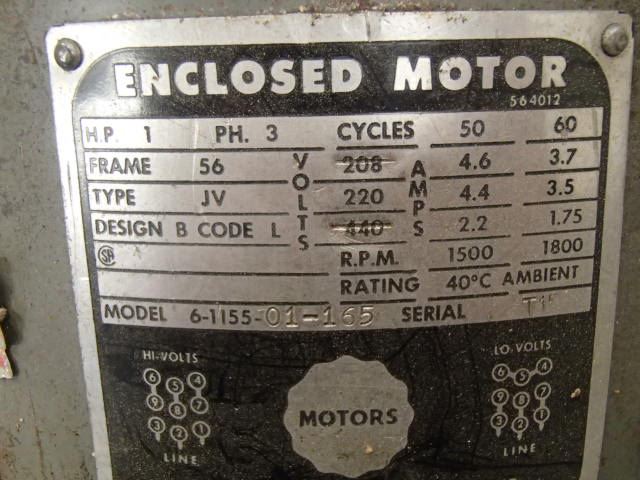 ENCLOSED MOTOR
564012
H.P. 1 PH. 3 CYCLES 50 60
FRAME 56 VOLTS 208 AMPS 4.6 3.7
TYPE JV 220 4.4 3.5
DESIGN B CODE L 440 2.2 1.75
R.P.M. 1500 1800
RATING 40°C AMBIENT
MODEL 6-1155-01-165 SERIAL
HI-VOLTS
6 5 4
9 8 7
3 2 1
LINE
MOTORS
LO-VOLTS
6 5 4
9 8 7
3 2 1
LINE